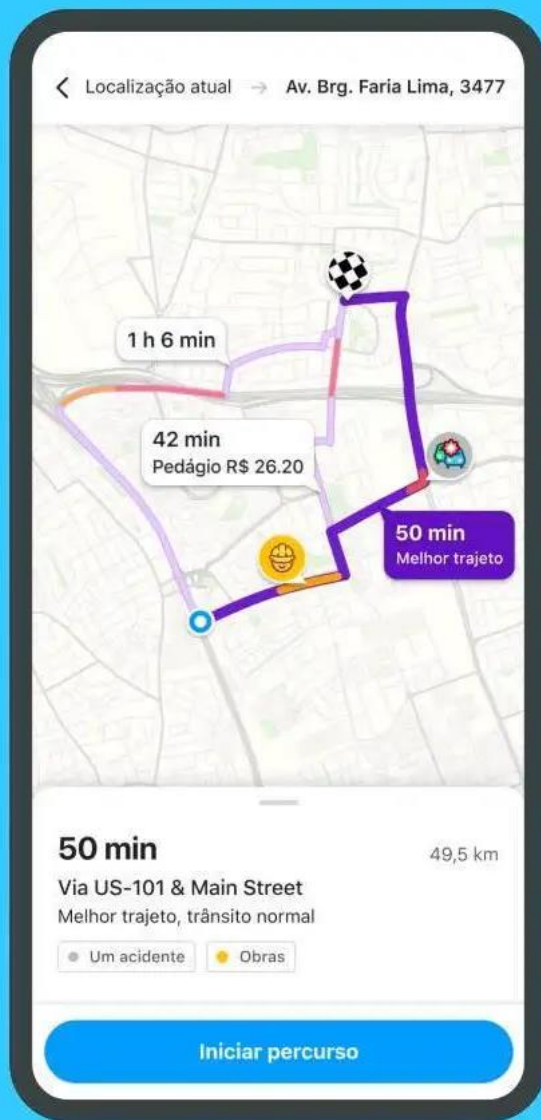 Localização atual → Av. Brg. Faria Lima, 3477
1 h 6 min
42 min
Pedágio R$ 26.20
50 min
Melhor trajeto
50 min
49,5 km
Via US-101 & Main Street
Melhor trajeto, trânsito normal
Um acidente
Obras
Iniciar percurso